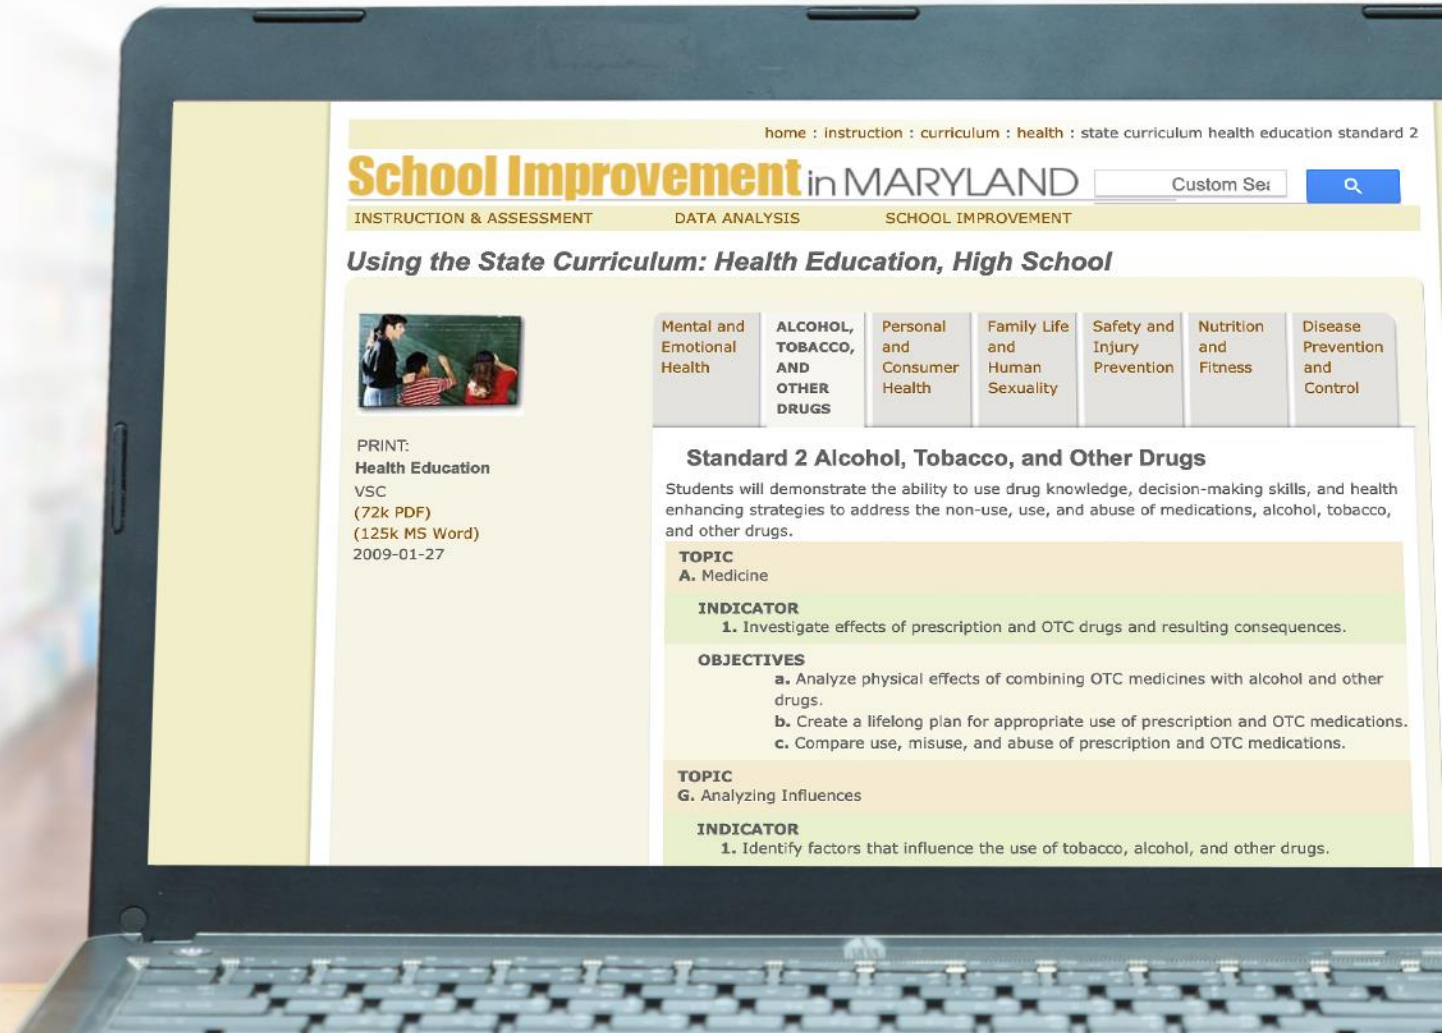 home : instruction : curriculum : health : state curriculum health education standard 2
School Improvement in MARYLAND
Custom Sea
INSTRUCTION & ASSESSMENT DATA ANALYSIS SCHOOL IMPROVEMENT
Using the State Curriculum: Health Education, High School
PRINT:
Health Education
VSC
(72k PDF)
(125k MS Word)
2009-01-27
Mental and
Emotional
Health
ALCOHOL,
TOBACCO,
AND
OTHER
DRUGS
Personal
and
Consumer
Health
Family Life
and
Human
Sexuality
Safety and
Injury
Prevention
Nutrition
and
Fitness
Disease
Prevention
and
Control
Standard 2 Alcohol, Tobacco, and Other Drugs
Students will demonstrate the ability to use drug knowledge, decision-making skills, and health
enhancing strategies to address the non-use, use, and abuse of medications, alcohol, tobacco,
and other drugs.
TOPIC
A. Medicine
INDICATOR
1. Investigate effects of prescription and OTC drugs and resulting consequences.
OBJECTIVES
a. Analyze physical effects of combining OTC medicines with alcohol and other
drugs.
b. Create a lifelong plan for appropriate use of prescription and OTC medications.
c. Compare use, misuse, and abuse of prescription and OTC medications.
TOPIC
G. Analyzing Influences
INDICATOR
1. Identify factors that influence the use of tobacco, alcohol, and other drugs.